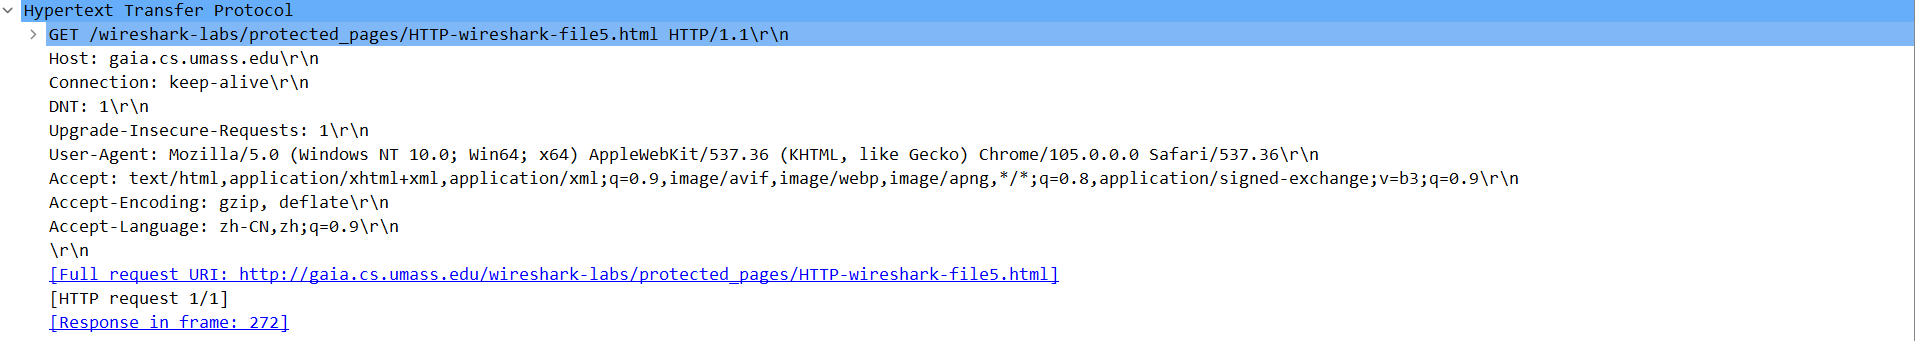 Hypertext Transfer Protocol
GET /wireshark-labs/protected_pages/HTTP-wireshark-file5.html HTTP/1.1\r\n
Host: gaia.cs.umass.edu\r\n
Connection: keep-alive\r\n
DNT: 1\r\n
Upgrade-Insecure-Requests: 1\r\n
User-Agent: Mozilla/5.0 (Windows NT 10.0; Win64; x64) AppleWebKit/537.36 (KHTML, like Gecko) Chrome/105.0.0.0 Safari/537.36\r\n
Accept: text/html,application/xhtml+xml,application/xml;q=0.9,image/avif,image/webp,image/apng,*/*;q=0.8,application/signed-exchange;v=b3;q=0.9\r\n
Accept-Encoding: gzip, deflate\r\n
Accept-Language: zh-CN,zh;q=0.9\r\n
\r\n
[Full request URI: http://gaia.cs.umass.edu/wireshark-labs/protected_pages/HTTP-wireshark-file5.html]
[HTTP request 1/1]
[Response in frame: 272]